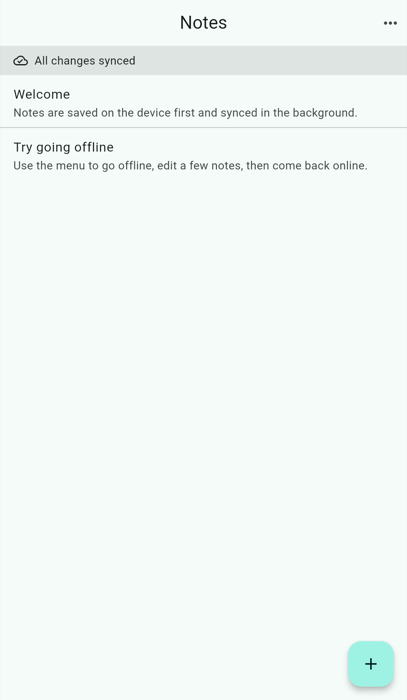 Notes
All changes synced
Welcome
Notes are saved on the device first and synced in the background.
Try going offline
Use the menu to go offline, edit a few notes, then come back online.